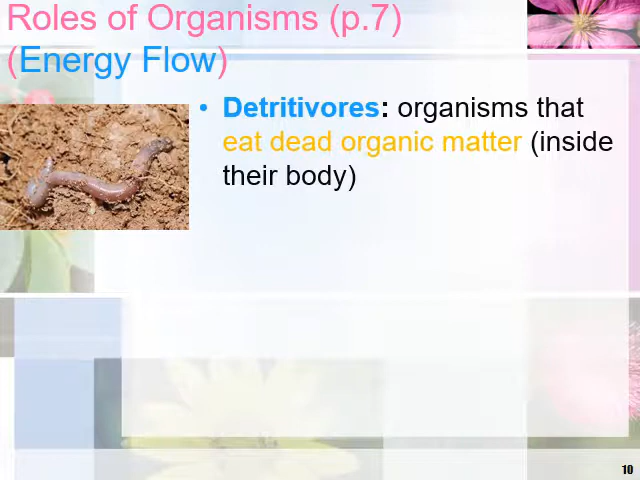 Roles of Organisms (p.7)
(Energy Flow)
• Detritivores: organisms that
eat dead organic matter (inside
their body)
10